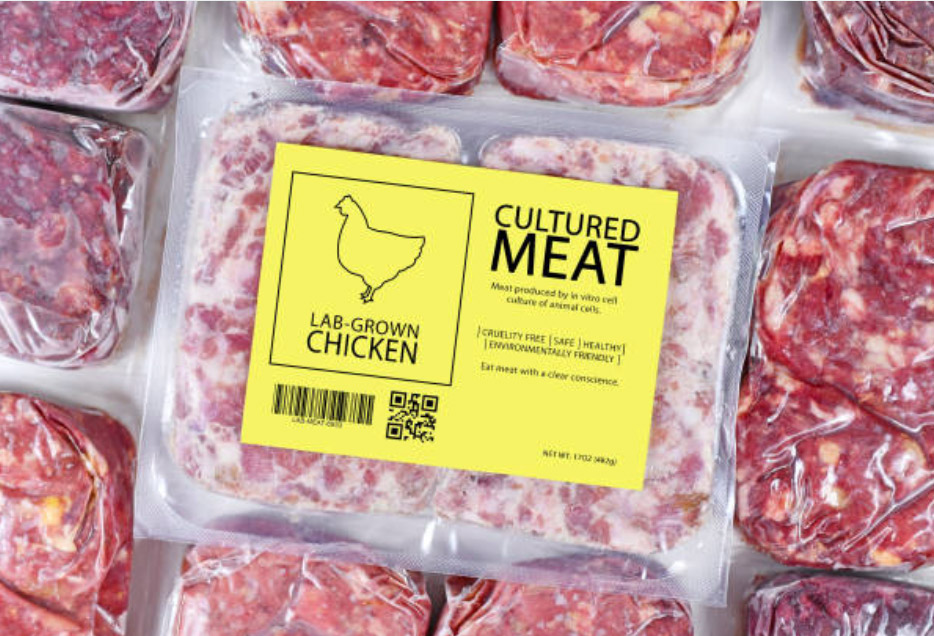 LAB-GROWN
CHICKEN
CULTURED
MEAT
Meat produced by in vitro cell
culture of animal cells.
| CRUELITY FREE | SAFE | HEALTHY|
| ENVIRONMENTALLY FRIENDLY |
Eat meat with a clear conscience.
NET WT. 17OZ (482g)